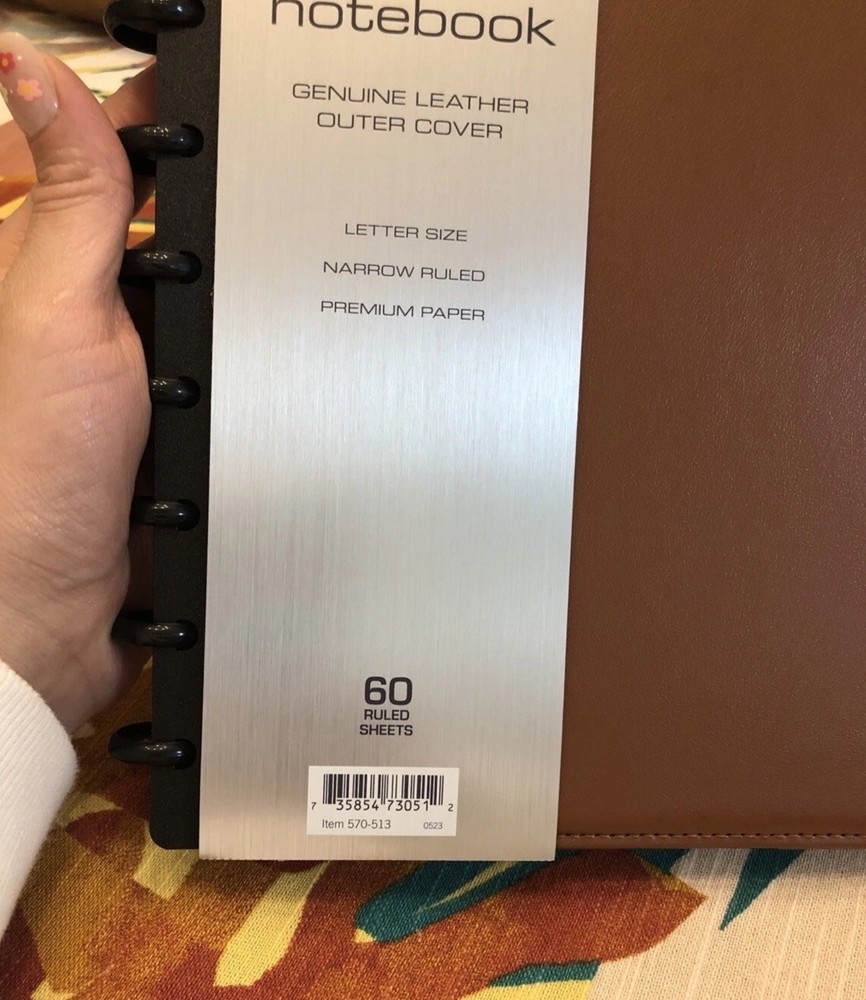 notebook
GENUINE LEATHER
OUTER COVER
LETTER SIZE
NARROW RULED
PREMIUM PAPER
60
RULED
SHEETS
7 35854 73051 2
Item 570-513 0523